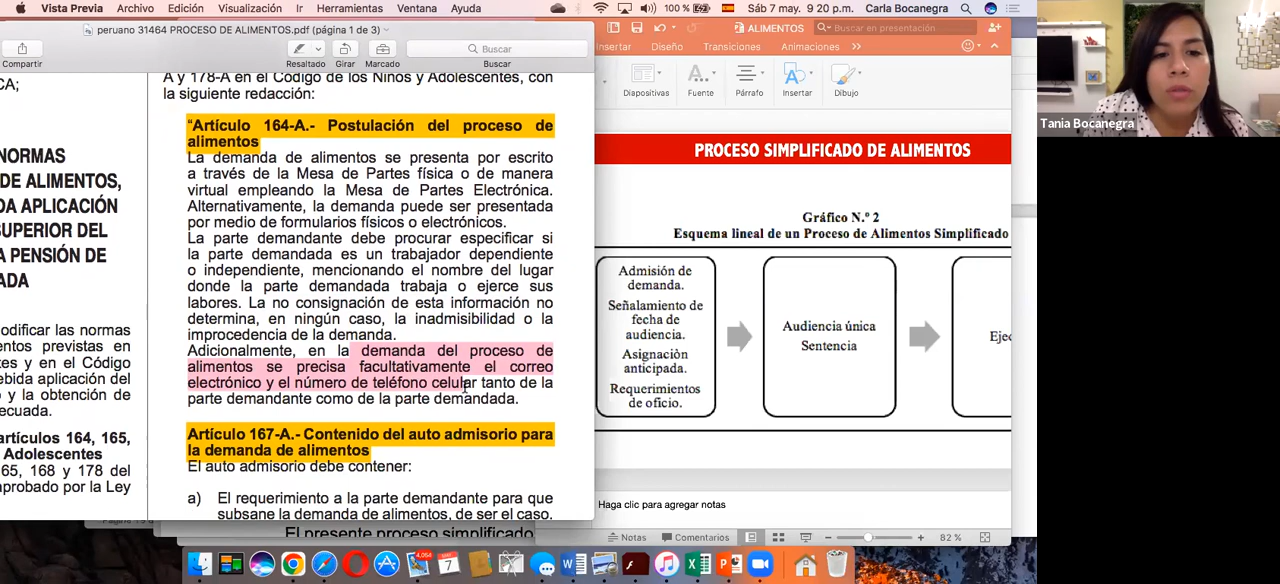 Vista Previa Archivo Edición Visualización Ir Herramientas Ventana Ayuda 100 % Sáb 7 may. 9 20 p.m. Carla Bocanegra
peruano 31464 PROCESO DE ALIMENTOS.pdf (página 1 de 3)
Compartir Resaltado Girar Marcado Buscar
Buscar
ALIMENTOS Buscar en presentación
Insertar Diseño Transiciones Animaciones
Diapositivas Fuente Párrafo Insertar Dibujo
Tania Bocanegra
CA;
NORMAS
DE ALIMENTOS,
DA APLICACIÓN
SUPERIOR DEL
A PENSIÓN DE
ADA
odificar las normas
entos previstas en
tes y en el Código
ebida aplicación del
o y la obtención de
ecuada.
artículos 164, 165,
Adolescentes
65, 168 y 178 del
probado por la Ley
A y 178-A en el Código de los Niños y Adolescentes, con
la siguiente redacción:
“Artículo 164-A.- Postulación del proceso de
alimentos
La demanda de alimentos se presenta por escrito
a través de la Mesa de Partes física o de manera
virtual empleando la Mesa de Partes Electrónica.
Alternativamente, la demanda puede ser presentada
por medio de formularios físicos o electrónicos.
La parte demandante debe procurar especificar si
la parte demandada es un trabajador dependiente
o independiente, mencionando el nombre del lugar
donde la parte demandada trabaja o ejerce sus
labores. La no consignación de esta información no
determina, en ningún caso, la inadmisibilidad o la
improcedencia de la demanda.
Adicionalmente, en la demanda del proceso de
alimentos se precisa facultativamente el correo
electrónico y el número de teléfono celular tanto de la
parte demandante como de la parte demandada.
Artículo 167-A.- Contenido del auto admisorio para
la demanda de alimentos
El auto admisorio debe contener:
a) El requerimiento a la parte demandante para que
subsane la demanda de alimentos, de ser el caso,
El presente proceso simplificado
PROCESO SIMPLIFICADO DE ALIMENTOS
Gráfico N.º 2
Esquema lineal de un Proceso de Alimentos Simplificado
Admisión de
demanda.
Señalamiento de
fecha de
audiencia.
Asignación
anticipada.
Requerimientos
de oficio.
Audiencia única
Sentencia
Ejec
Haga clic para agregar notas
Notas Comentarios 82 %
4,064
7